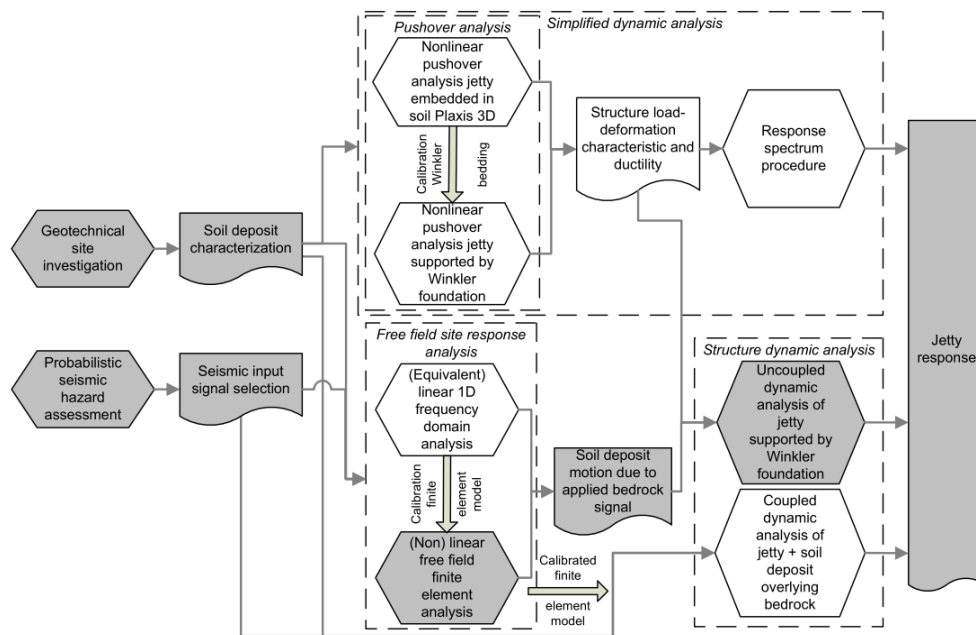 Simplified dynamic analysis
Pushover analysis
Nonlinear
pushover
analysis jetty
embedded in
soil Plaxis 3D
Calibration
Winkler
bedding
Nonlinear
pushover
analysis jetty
supported by
Winkler
foundation
Structure load-
deformation
characteristic and
ductility
Response
spectrum
procedure
Geotechnical
site
investigation
Soil deposit
characterization
Probabilistic
seismic
hazard
assessment
Seismic input
signal selection
Free field site response
analysis
(Equivalent)
linear 1D
frequency
domain
analysis
Calibration
finite
element
model
(Non) linear
free field
finite
element
analysis
Calibrated
finite
element
model
Soil deposit
motion due to
applied bedrock
signal
Structure dynamic analysis
Uncoupled
dynamic
analysis of
jetty
supported by
Winkler
foundation
Coupled
dynamic
analysis of
jetty + soil
deposit
overlying
bedrock
Jetty
response